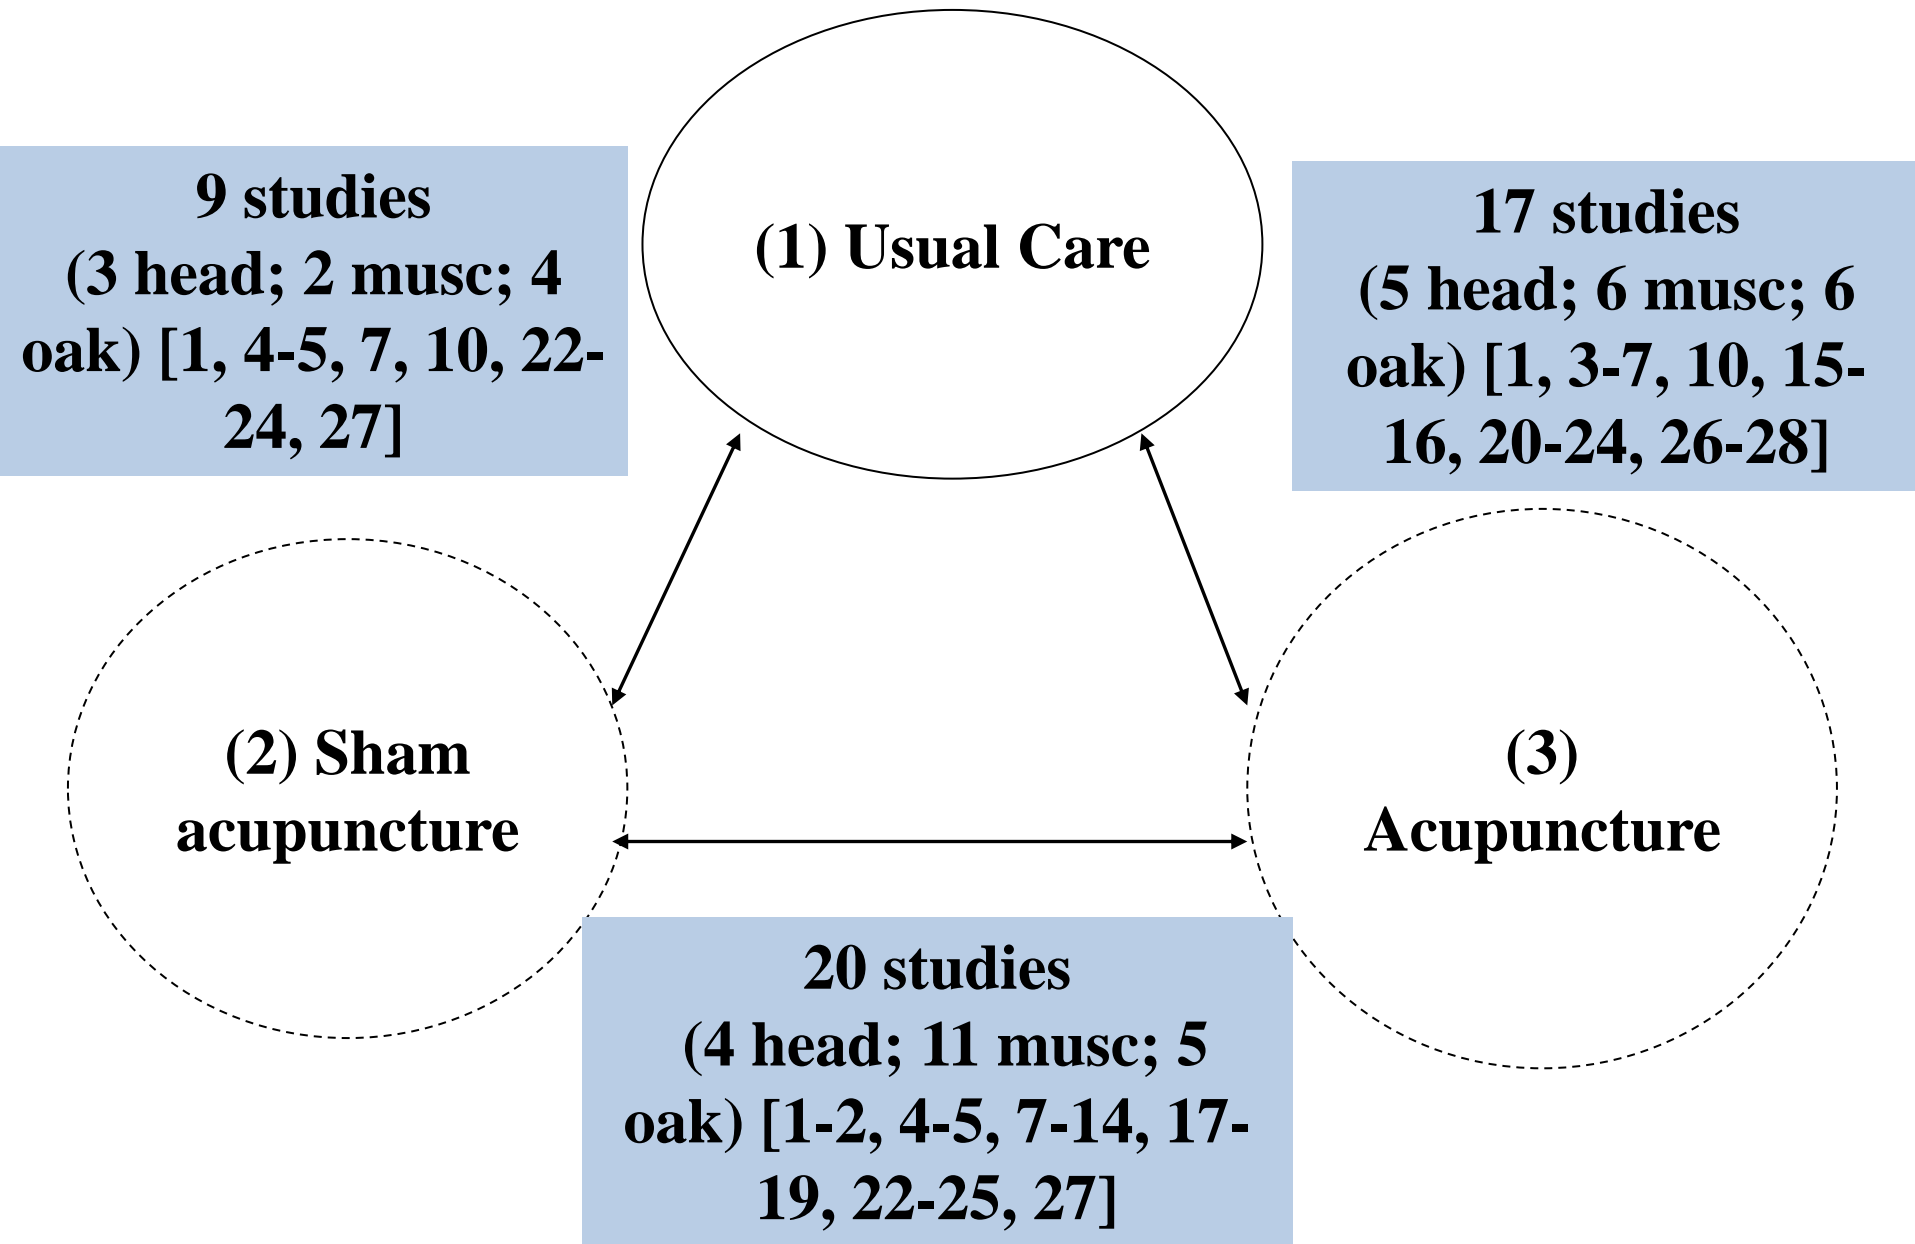 (1) Usual Care
9 studies
(3 head; 2 musc; 4
oak) [1, 4-5, 7, 10, 22-
24, 27]
17 studies
(5 head; 6 musc; 6
oak) [1, 3-7, 10, 15-
16, 20-24, 26-28]
(2) Sham
acupuncture
(3)
Acupuncture
20 studies
(4 head; 11 musc; 5
oak) [1-2, 4-5, 7-14, 17-
19, 22-25, 27]